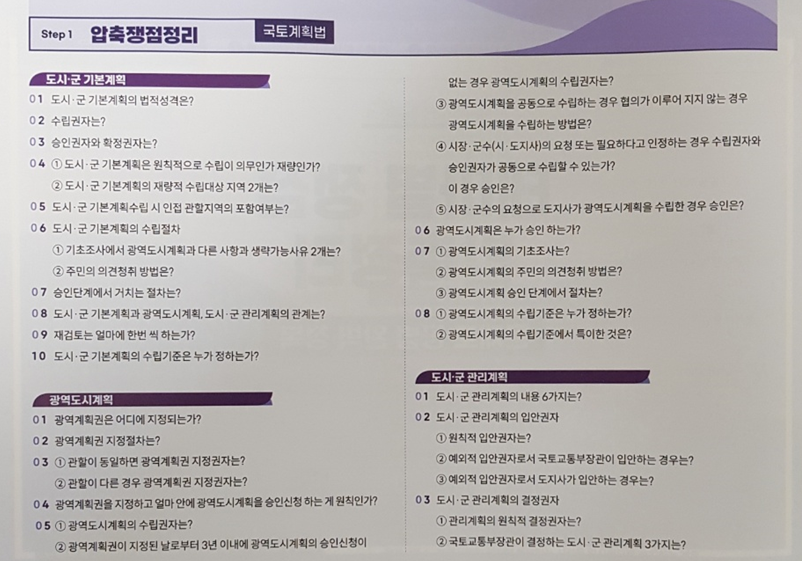 Step 1 압축쟁점정리 국토계획법
도시·군 기본계획
01 도시·군 기본계획의 법적성격은?
02 수립권자는?
03 승인권자와 확정권자는?
04 ① 도시·군 기본계획은 원칙적으로 수립이 의무인가 재량인가?
② 도시·군 기본계획의 재량적 수립대상 지역 2개는?
05 도시·군 기본계획수립 시 인접 관할지역의 포함여부는?
06 도시·군 기본계획의 수립절차
① 기초조사에서 광역도시계획과 다른 사항과 생략가능사유 2개는?
② 주민의 의견청취 방법은?
07 승인단계에서 거치는 절차는?
08 도시·군 기본계획과 광역도시계획, 도시·군 관리계획의 관계는?
09 재검토는 얼마에 한번 씩 하는가?
10 도시·군 기본계획의 수립기준은 누가 정하는가?
광역도시계획
01 광역계획권은 어디에 지정되는가?
02 광역계획권 지정절차는?
03 ① 관할이 동일하면 광역계획권 지정권자는?
② 관할이 다른 경우 광역계획권 지정권자는?
04 광역계획권을 지정하고 얼마 안에 광역도시계획을 승인신청 하는 게 원칙인가?
05 ① 광역도시계획의 수립권자는?
② 광역계획권이 지정된 날로부터 3년 이내에 광역도시계획의 승인신청이
없는 경우 광역도시계획의 수립권자는?
③ 광역도시계획을 공동으로 수립하는 경우 협의가 이루어 지지 않는 경우
광역도시계획을 수립하는 방법은?
④ 시장·군수(시·도지사)의 요청 또는 필요하다고 인정하는 경우 수립권자와
승인권자가 공동으로 수립할 수 있는가?
이 경우 승인은?
⑤ 시장·군수의 요청으로 도지사가 광역도시계획을 수립한 경우 승인은?
06 광역도시계획은 누가 승인 하는가?
07 ① 광역도시계획의 기초조사는?
② 광역도시계획의 주민의 의견청취 방법은?
③ 광역도시계획 승인 단계에서 절차는?
08 ① 광역도시계획의 수립기준은 누가 정하는가?
② 광역도시계획의 수립기준에서 특이한 것은?
도시·군 관리계획
01 도시·군 관리계획의 내용 6가지는?
02 도시·군 관리계획의 입안권자
① 원칙적 입안권자는?
② 예외적 입안권자로서 국토교통부장관이 입안하는 경우는?
③ 예외적 입안권자로서 도지사가 입안하는 경우는?
03 도시·군 관리계획의 결정권자
① 관리계획의 원칙적 결정권자는?
② 국토교통부장관이 결정하는 도시·군 관리계획 3가지는?